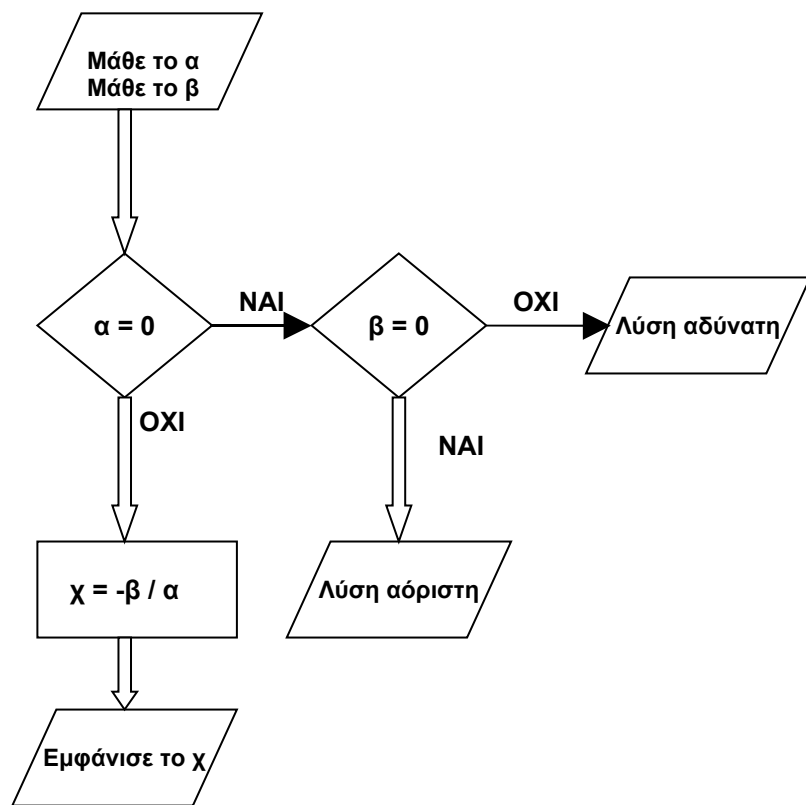 Μάθε το α
Μάθε το β
α = 0
ΝΑΙ
β = 0
ΟΧΙ
Λύση αδύνατη
ΟΧΙ
ΝΑΙ
χ = -β / α
Λύση αόριστη
Εμφάνισε το χ